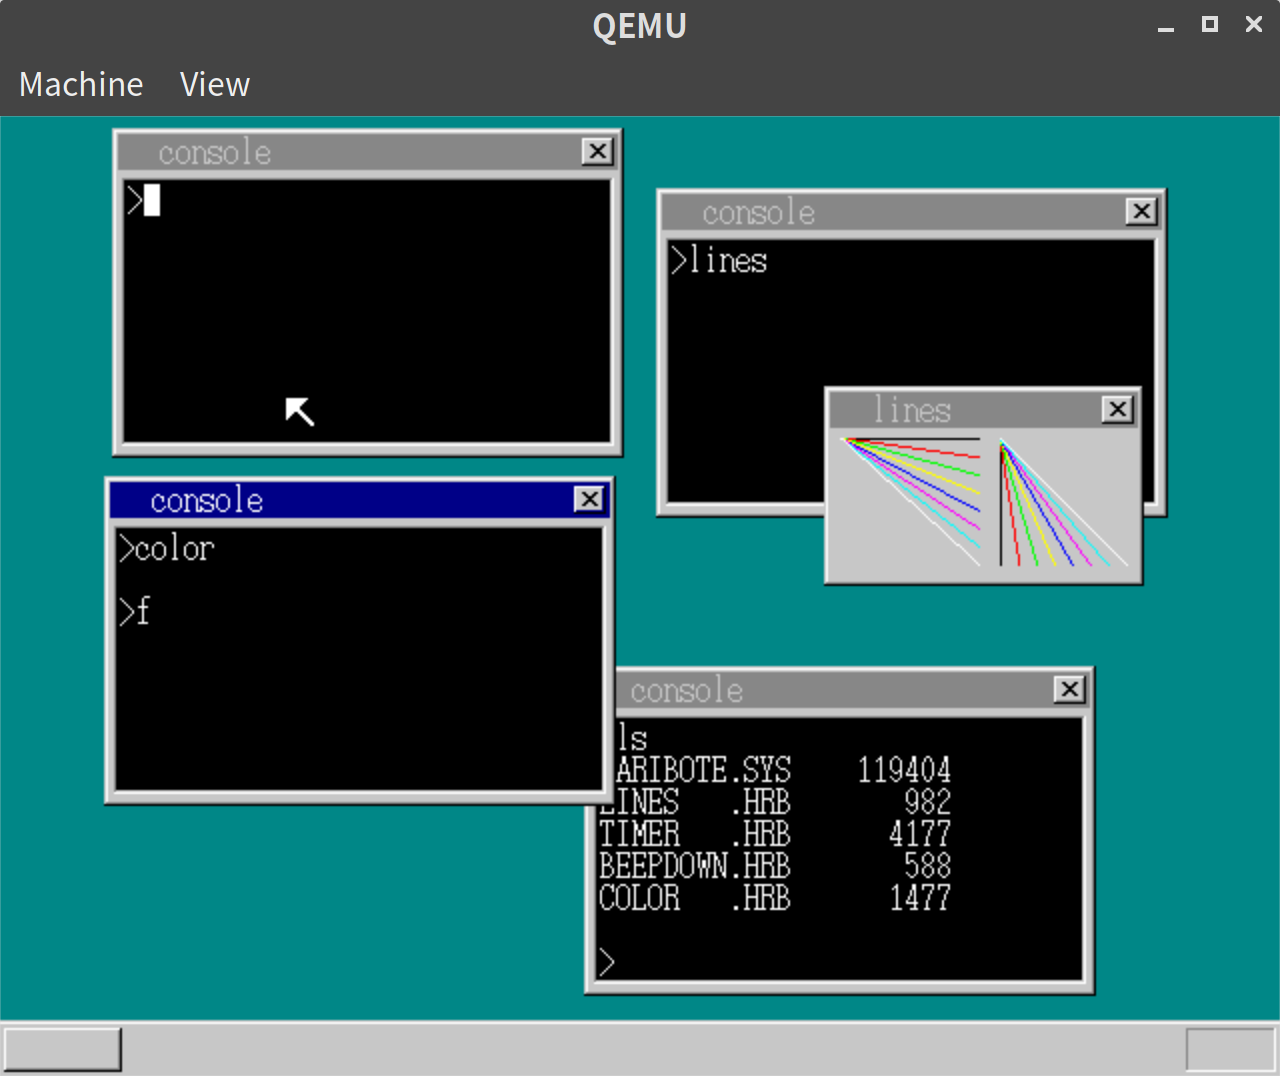 QEMU
Machine View
console
>
console
>lines
lines
console
>color
>f
console
ls
ARIBOTE.SYS 119404
LINES .HRB 982
TIMER .HRB 4177
BEEPDOWN.HRB 588
COLOR .HRB 1477
>